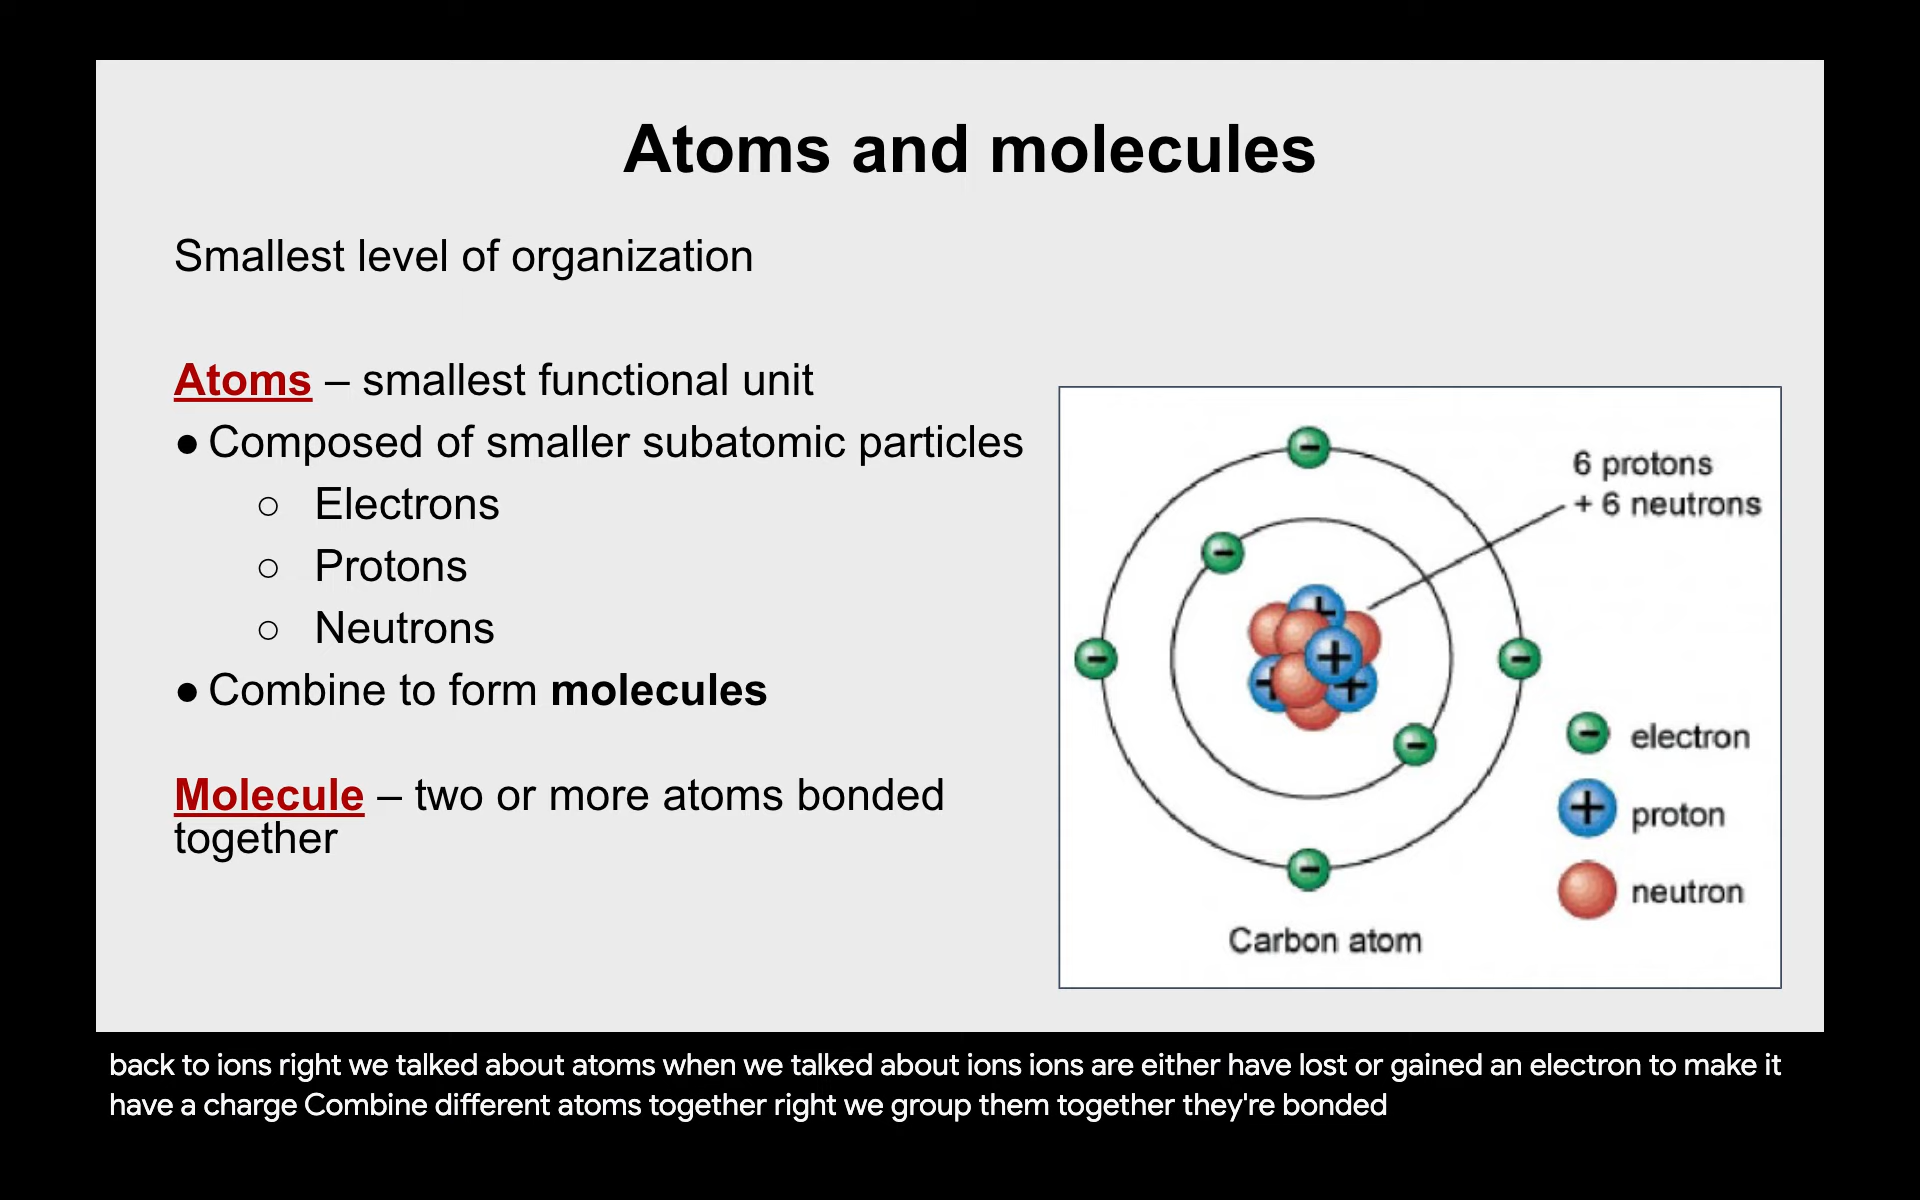 Atoms and molecules
Smallest level of organization
Atoms – smallest functional unit
● Composed of smaller subatomic particles
○ Electrons
○ Protons
○ Neutrons
● Combine to form molecules
Molecule – two or more atoms bonded
together
6 protons
+ 6 neutrons
electron
proton
neutron
Carbon atom
back to ions right we talked about atoms when we talked about ions ions are either have lost or gained an electron to make it
have a charge Combine different atoms together right we group them together they're bonded